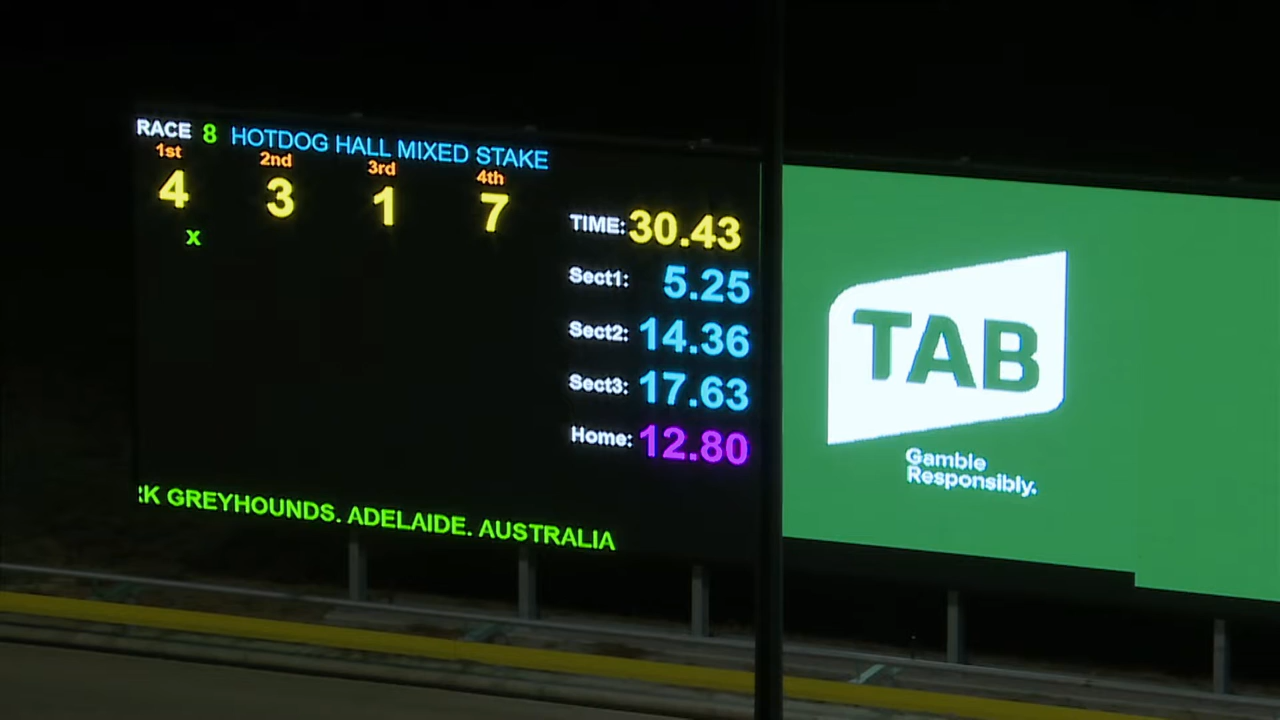 RACE 8 HOTDOG HALL MIXED STAKE
1st 2nd 3rd 4th
4 3 1 7
x
TIME: 30.43
Sect1: 5.25
Sect2: 14.36
Sect3: 17.63
Home: 12.80
GREYHOUNDS. ADELAIDE. AUSTRALIA
TAB
Gamble
Responsibly.